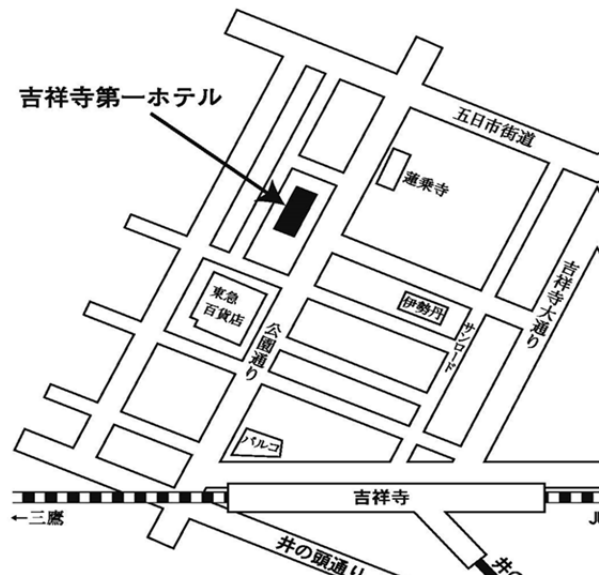 五日市街道
吉祥寺第一ホテル
蓮乗寺
吉祥寺大通り
東急
百貨店
伊勢丹
サンロード
公園通り
パルコ
吉祥寺
←三鷹
井の頭通り
井の